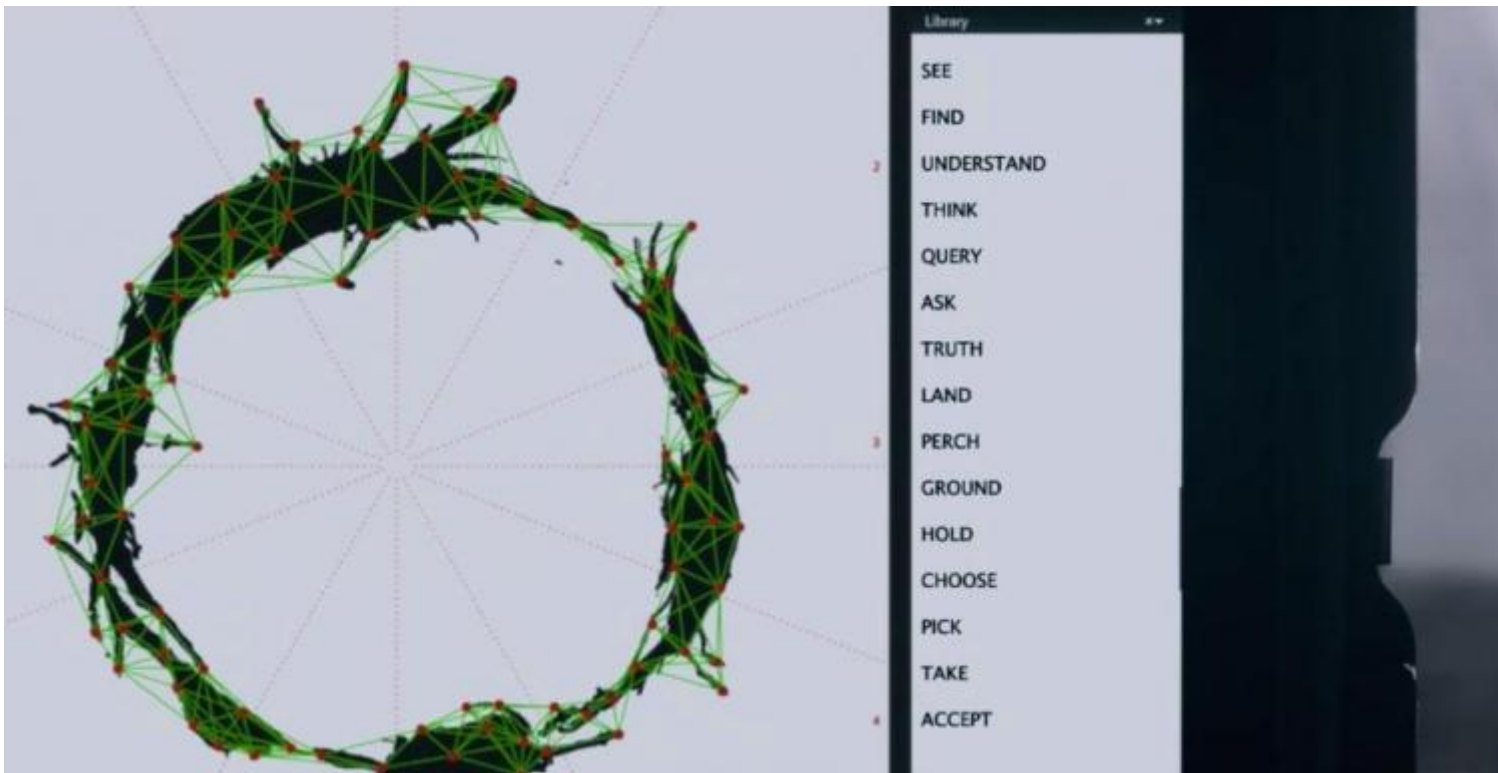 Library
SEE
FIND
2
UNDERSTAND
THINK
QUERY
ASK
TRUTH
LAND
3
PERCH
GROUND
HOLD
CHOOSE
PICK
TAKE
4
ACCEPT